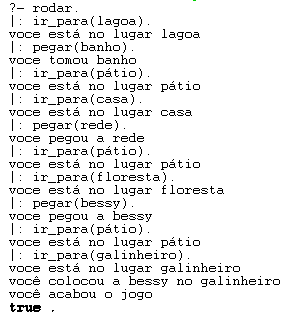 ?- rodar.
|: ir_para(lagoa).
voce está no lugar lagoa
|: pegar(banho).
voce tomou banho
|: ir_para(pátio).
voce está no lugar pátio
|: ir_para(casa).
voce está no lugar casa
|: pegar(rede).
voce pegou a rede
|: ir_para(pátio).
voce está no lugar pátio
|: ir_para(floresta).
voce está no lugar floresta
|: pegar(bessy).
voce pegou a bessy
|: ir_para(pátio).
voce está no lugar pátio
|: ir_para(galinheiro).
voce está no lugar galinheiro
você colocou a bessy no galinheiro
você acabou o jogo
true .